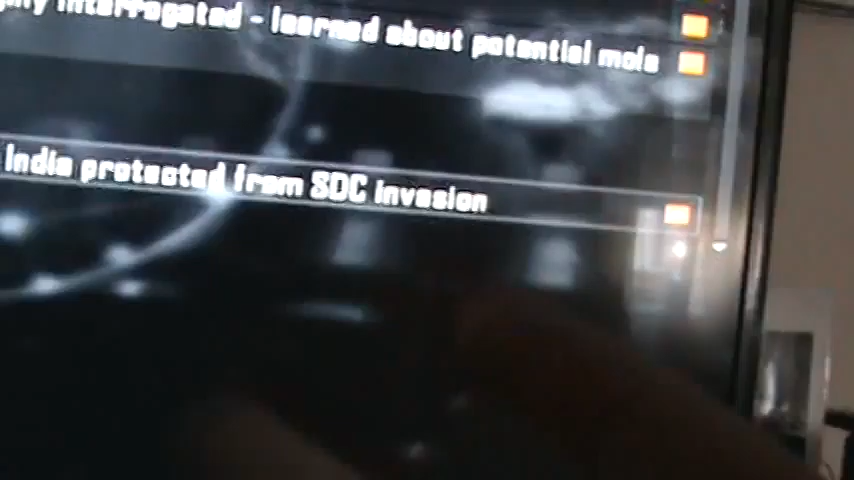 interrogated - learned about potential mole
India protected from SDC invasion